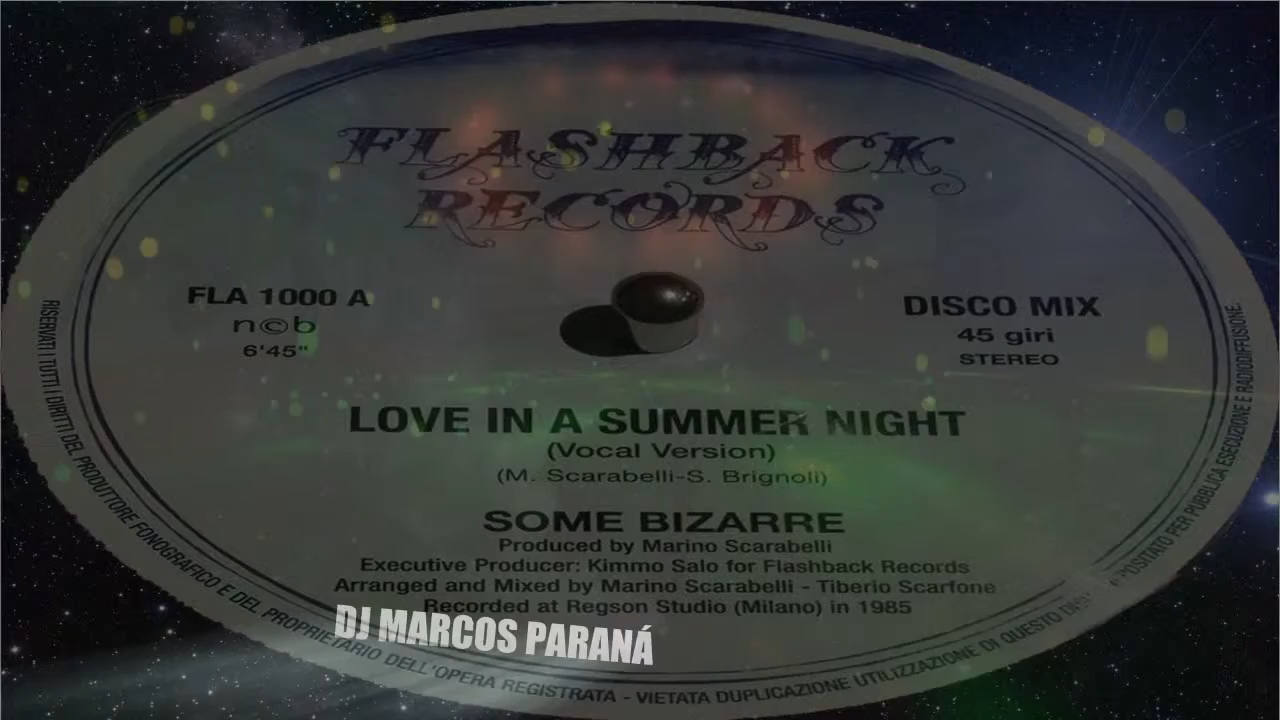 FLASHBACK
RECORDS
FLA 1000 A
n©b
6'45"
DISCO MIX
45 giri
STEREO
LOVE IN A SUMMER NIGHT
(Vocal Version)
(M. Scarabelli-S. Brignoli)
SOME BIZARRE
Produced by Marino Scarabelli
Executive Producer: Kimmo Salo for Flashback Records
Arranged and Mixed by Marino Scarabelli - Tiberio Scarfone
Recorded at Regson Studio (Milano) in 1985
DJ MARCOS PARANÁ
RISERVATI I TUTTI I DIRITTI DEL PRODUTTORE FONOGRAFICO E DEL PROPRIETARIO DELL'OPERA REGISTRATA - VIETATA DUPLICAZIONE UTILIZZAZIONE DI QUESTO PER PUBBLICA ESECUZIONE E RADIODIFFUSIONE